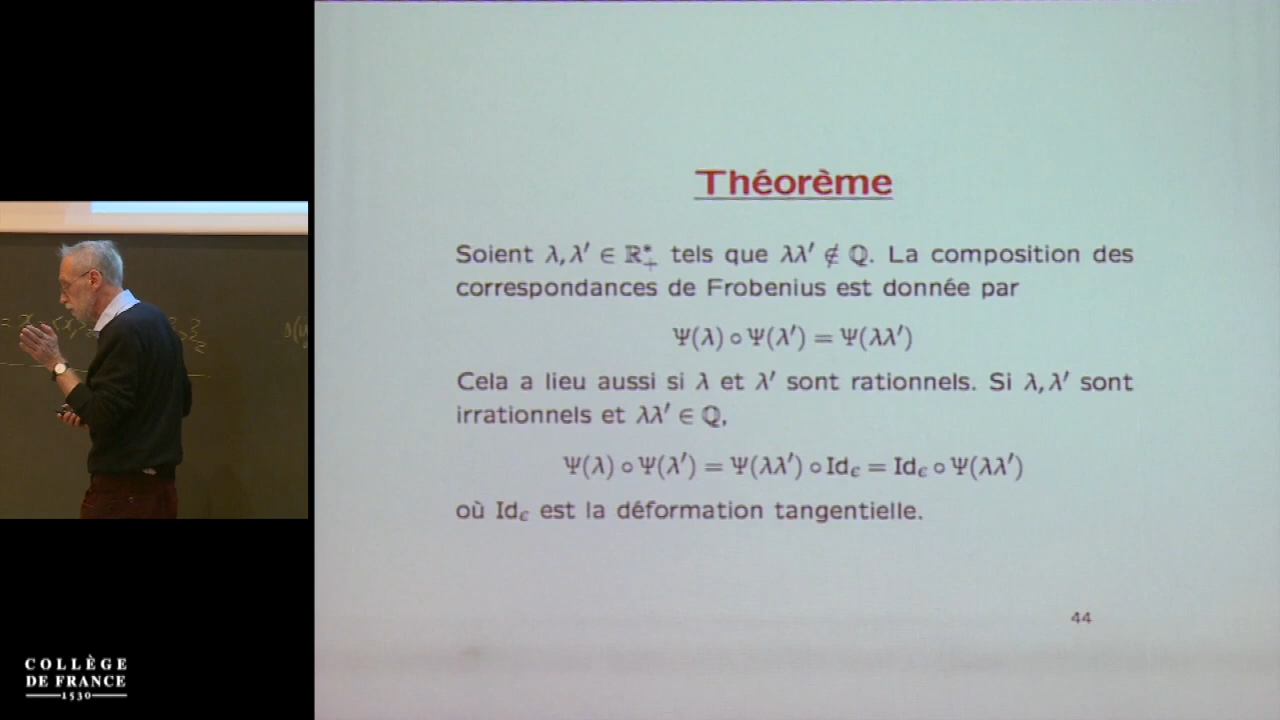 Théorème
Soient λ, λ′ ∈ ℝ₊* tels que λλ′ ∉ ℚ. La composition des
correspondances de Frobenius est donnée par
Ψ(λ) ∘ Ψ(λ′) = Ψ(λλ′)
Cela a lieu aussi si λ et λ′ sont rationnels. Si λ, λ′ sont
irrationnels et λλ′ ∈ ℚ,
Ψ(λ) ∘ Ψ(λ′) = Ψ(λλ′) ∘ Id_ϵ = Id_ϵ ∘ Ψ(λλ′)
où Id_ϵ est la déformation tangentielle.
44
COLLÈGE
DE FRANCE
1530